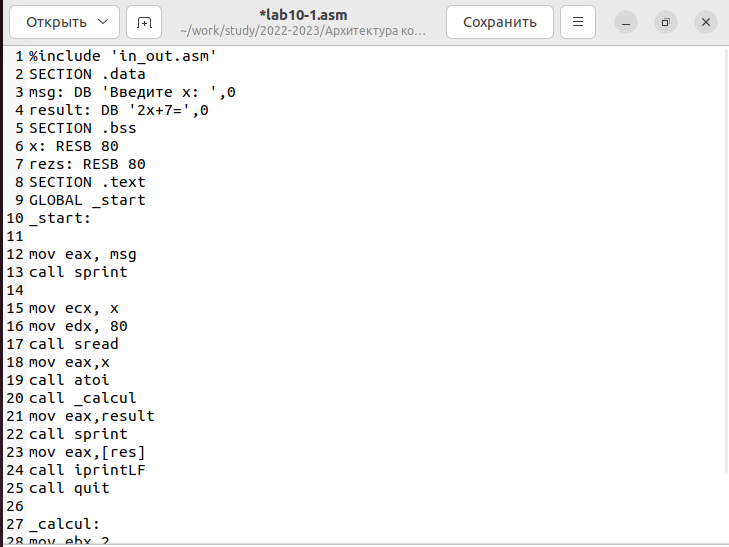 Открыть
*lab10-1.asm
~/work/study/2022-2023/Архитектура ко...
Сохранить
1 %include 'in_out.asm'
2 SECTION .data
3 msg: DB 'Введите x: ',0
4 result: DB '2x+7=',0
5 SECTION .bss
6 x: RESB 80
7 rezs: RESB 80
8 SECTION .text
9 GLOBAL _start
10 _start:
11
12 mov eax, msg
13 call sprint
14
15 mov ecx, x
16 mov edx, 80
17 call sread
18 mov eax,x
19 call atoi
20 call _calcul
21 mov eax,result
22 call sprint
23 mov eax,[res]
24 call iprintLF
25 call quit
26
27 _calcul:
28 mov ebx,2